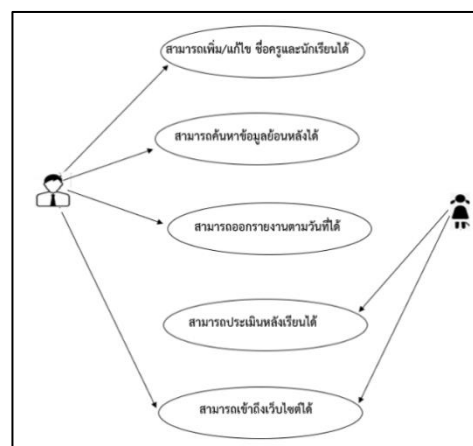 สามารถเพิ่ม/แก้ไข ชื่อครูและนักเรียนได้
สามารถค้นหาข้อมูลย้อนหลังได้
สามารถออกรายงานตามวันที่ได้
สามารถประเมินหลังเรียนได้
สามารถเข้าถึงเว็บไซต์ได้